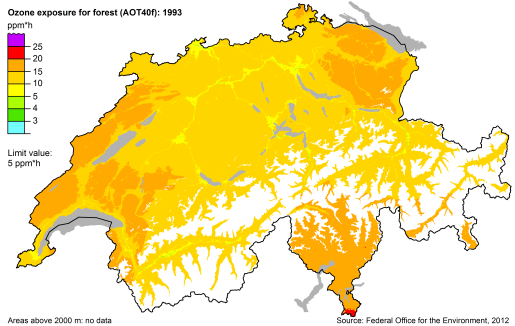 Ozone exposure for forest (AOT40f): 1993
ppm*h
25
20
15
10
5
4
3
Limit value:
5 ppm*h
Areas above 2000 m: no data
Source: Federal Office for the Environment, 2012